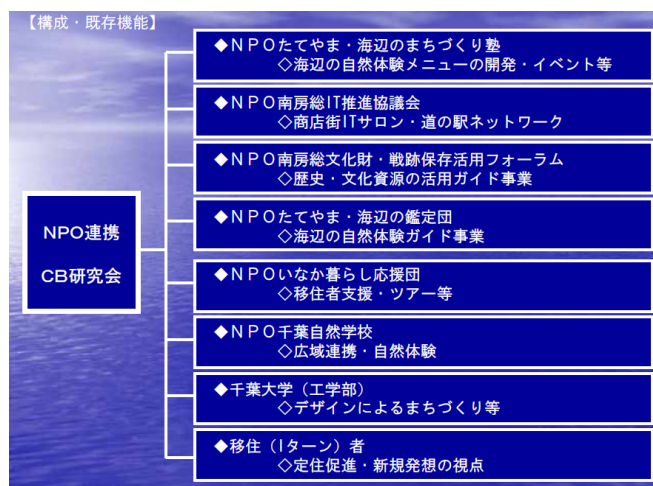 【構成・既存機能】
◆ＮＰＯたてやま・海辺のまちづくり塾
◇海辺の自然体験メニューの開発・イベント等
◆ＮＰＯ南房総IT推進協議会
◇商店街ITサロン・道の駅ネットワーク
◆ＮＰＯ南房総文化財・戦跡保存活用フォーラム
◇歴史・文化資源の活用ガイド事業
NPO連携
CB研究会
◆ＮＰＯたてやま・海辺の鑑定団
◇海辺の自然体験ガイド事業
◆ＮＰＯいなか暮らし応援団
◇移住者支援・ツアー等
◆ＮＰＯ千葉自然学校
◇広域連携・自然体験
◆千葉大学（工学部）
◇デザインによるまちづくり等
◆移住（Iターン）者
◇定住促進・新規発想の視点